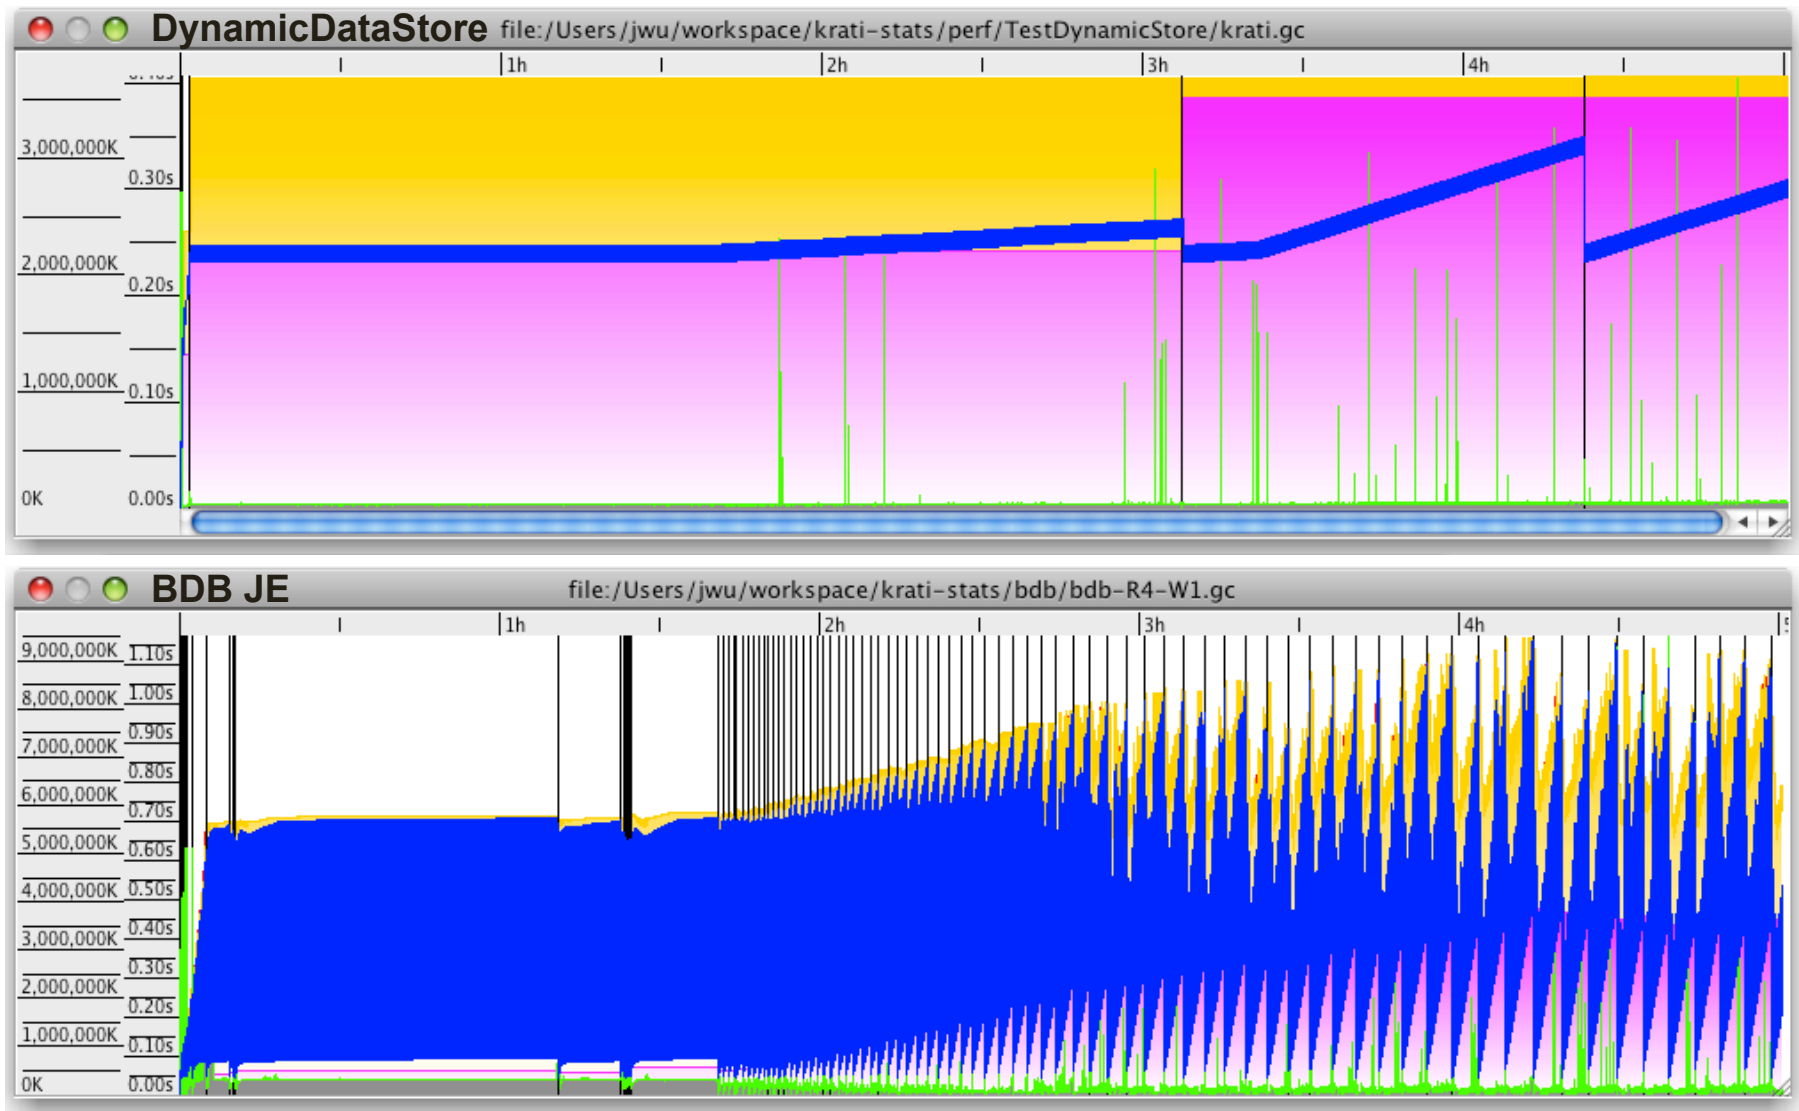 DynamicDataStore file:/Users/jwu/workspace/krati-stats/perf/TestDynamicStore/krati.gc
1h 2h 3h 4h
3,000,000K
0.30s
2,000,000K
0.20s
1,000,000K
0.10s
0K 0.00s
BDB JE file:/Users/jwu/workspace/krati-stats/bdb/bdb-R4-W1.gc
1h 2h 3h 4h
9,000,000K 1.10s
8,000,000K 1.00s
0.90s
7,000,000K
0.80s
6,000,000K
0.70s
5,000,000K 0.60s
4,000,000K 0.50s
0.40s
3,000,000K
0.30s
2,000,000K
0.20s
1,000,000K
0.10s
0K 0.00s